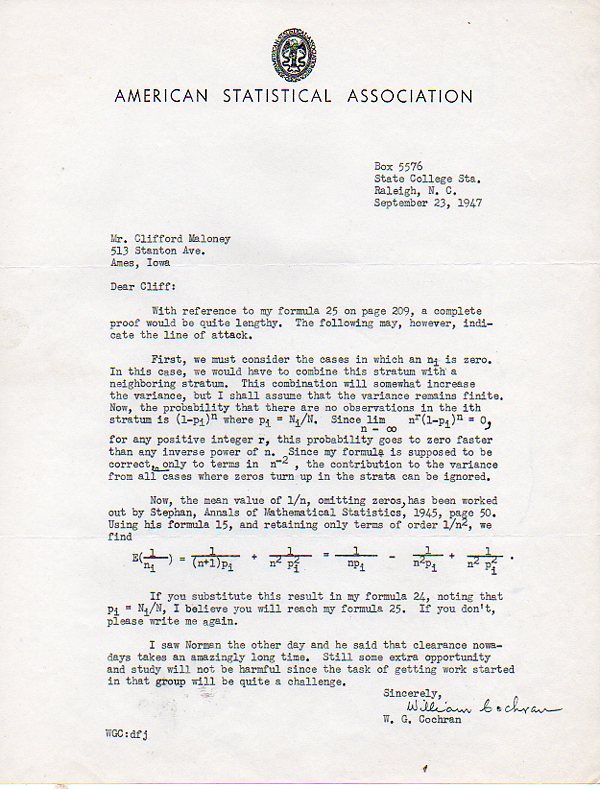 AMERICAN STATISTICAL ASSOCIATION
Box 5576
State College Sta.
Raleigh, N. C.
September 23, 1947
Mr. Clifford Maloney
513 Stanton Ave.
Ames, Iowa
Dear Cliff:
With reference to my formula 25 on page 209, a complete
proof would be quite lengthy. The following may, however, indi-
cate the line of attack.
First, we must consider the cases in which an nᵢ is zero.
In this case, we would have to combine this stratum with a
neighboring stratum. This combination will somewhat increase
the variance, but I shall assume that the variance remains finite.
Now, the probability that there are no observations in the ith
stratum is (1-pᵢ)ⁿ where pᵢ = Nᵢ/N. Since lim nʳ(1-pᵢ)ⁿ = 0,
n — ∞
for any positive integer r, this probability goes to zero faster
than any inverse power of n. Since my formula is supposed to be
correct, only to terms in n⁻², the contribution to the variance
from all cases where zeros turn up in the strata can be ignored.
Now, the mean value of 1/n, omitting zeros, has been worked
out by Stephan, Annals of Mathematical Statistics, 1945, page 50.
Using his formula 15, and retaining only terms of order 1/n², we
find
E(1/nᵢ) = 1/(n+1)pᵢ + 1/n² pᵢ² = 1/npᵢ - 1/n²pᵢ + 1/n² pᵢ² .
If you substitute this result in my formula 24, noting that
pᵢ = Nᵢ/N, I believe you will reach my formula 25. If you don't,
please write me again.
I saw Norman the other day and he said that clearance nowa-
days takes an amazingly long time. Still some extra opportunity
and study will not be harmful since the task of getting work started
in that group will be quite a challenge.
Sincerely,
William Cochran
W. G. Cochran
WGC:dfj